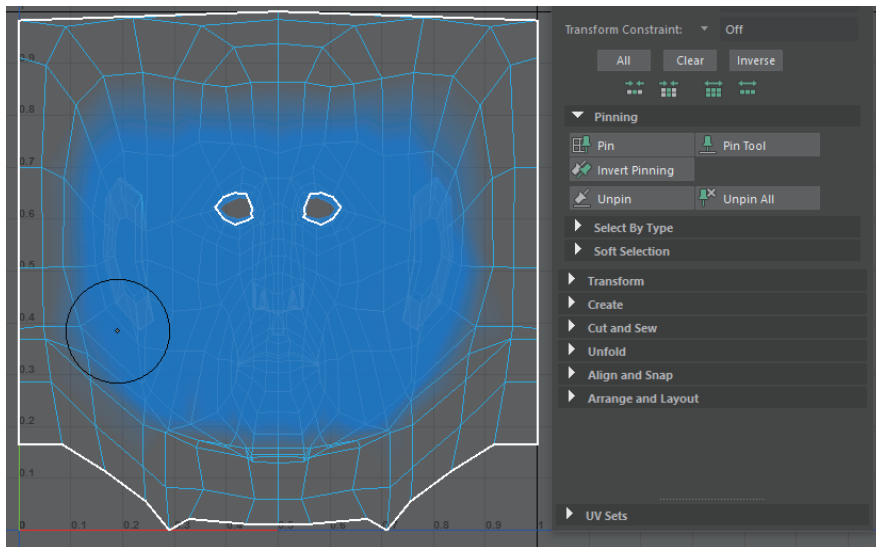 Transform Constraint: Off
All Clear Inverse
Pinning
Pin Pin Tool
Invert Pinning
Unpin Unpin All
Select By Type
Soft Selection
Transform
Create
Cut and Sew
Unfold
Align and Snap
Arrange and Layout
UV Sets
0.9
0.8
0.7
0.6
0.5
0.4
0.3
0.2
0.1
0 0.1 0.2 0.3 0.4 0.5 0.6 0.7 0.8 0.9 1